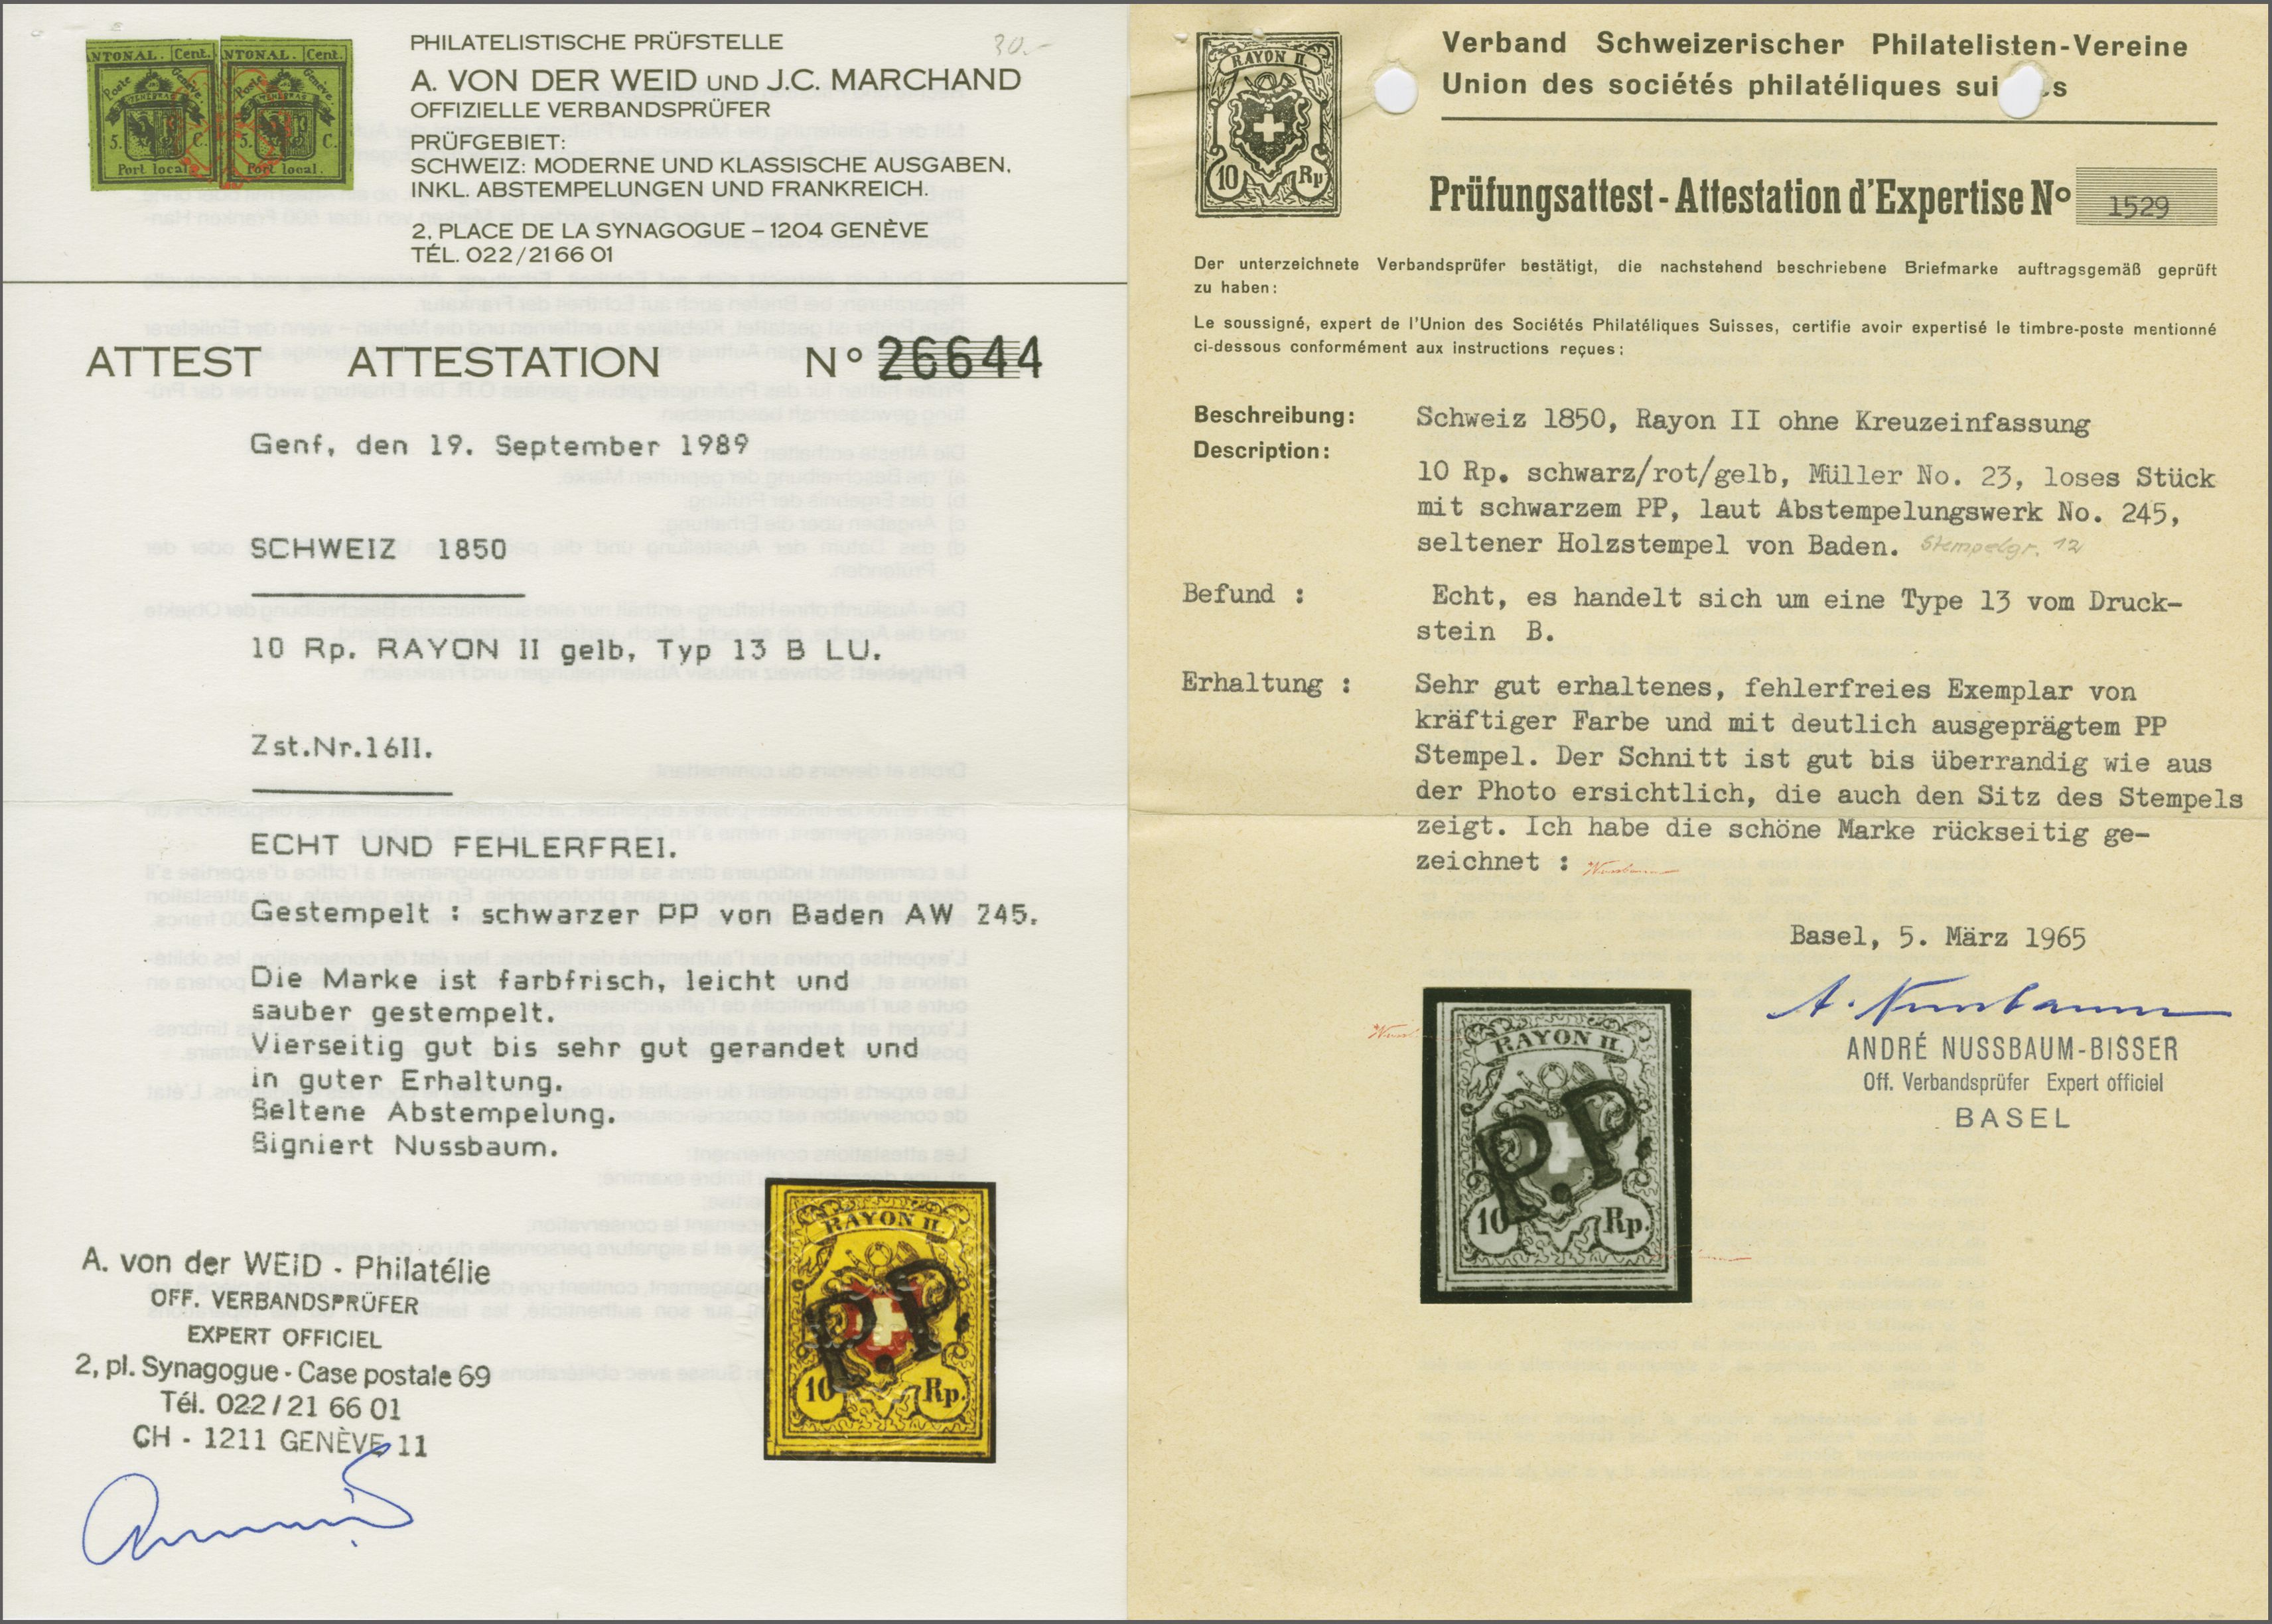 NTONAL. Cent.
NTONAL. Cent.
Poste de Genève.
Poste de Genève.
5. C.
5. C.
Port local.
Port local.
PHILATELISTISCHE PRÜFSTELLE
30.-
A. VON DER WEID UND J.C. MARCHAND
OFFIZIELLE VERBANDSPRÜFER
PRÜFGEBIET:
SCHWEIZ: MODERNE UND KLASSISCHE AUSGABEN,
INKL. ABSTEMPELUNGEN UND FRANKREICH.
2, PLACE DE LA SYNAGOGUE – 1204 GENÈVE
TÉL. 022/21 66 01
ATTEST ATTESTATION N° 26644
Genf, den 19. September 1989
SCHWEIZ 1850
10 Rp. RAYON II gelb, Typ 13 B LU.
Zst.Nr.16II.
ECHT UND FEHLERFREI.
Gestempelt : schwarzer PP von Baden AW 245.
Die Marke ist farbfrisch, leicht und
sauber gestempelt.
Vierseitig gut bis sehr gut gerandet und
in guter Erhaltung.
Seltene Abstempelung.
Signiert Nussbaum.
A. von der WEID - Philatélie
OFF. VERBANDSPRÜFER
EXPERT OFFICIEL
2, pl. Synagogue - Case postale 69
Tél. 022/21 66 01
CH - 1211 GENÈVE 11
RAYON II.
P.P
10 Rp.
RAYON II.
10 Rp
Verband Schweizerischer Philatelisten-Vereine
Union des sociétés philatéliques sui s
Prüfungsattest - Attestation d'Expertise N° 1529
Der unterzeichnete Verbandsprüfer bestätigt, die nachstehend beschriebene Briefmarke auftragsgemäß geprüft
zu haben:
Le soussigné, expert de l'Union des Sociétés Philatéliques Suisses, certifie avoir expertisé le timbre-poste mentionné
ci-dessous conformément aux instructions reçues:
Beschreibung: Schweiz 1850, Rayon II ohne Kreuzeinfassung
Description:
10 Rp. schwarz/rot/gelb, Müller No. 23, loses Stück
mit schwarzem PP, laut Abstempelungswerk No. 245,
seltener Holzstempel von Baden. Stempelgr. 12
Befund : Echt, es handelt sich um eine Type 13 vom Druck-
stein B.
Erhaltung : Sehr gut erhaltenes, fehlerfreies Exemplar von
kräftiger Farbe und mit deutlich ausgeprägtem PP
Stempel. Der Schnitt ist gut bis überrandig wie aus
der Photo ersichtlich, die auch den Sitz des Stempels
zeigt. Ich habe die schöne Marke rückseitig ge-
zeichnet : Nussbaum
Basel, 5. März 1965
A. Nussbaum
ANDRÉ NUSSBAUM-BISSER
Off. Verbandsprüfer Expert officiel
BASEL
RAYON II.
P.P
10 Rp.